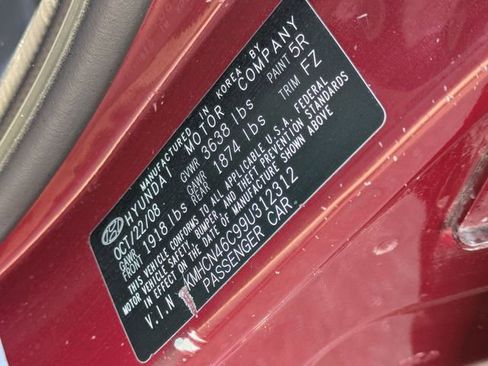 MANUFACTURED IN KOREA BY
HYUNDAI MOTOR COMPANY
OCT/22/08 GVWR 3638 lbs PAINT 5R
GAWR FRONT 1918 lbs GAWR REAR 1874 lbs TRIM FZ
THIS VEHICLE CONFORMS TO ALL APPLICABLE U.S.A. FEDERAL
MOTOR VEHICLE SAFETY, BUMPER, AND THEFT PREVENTION STANDARDS
IN EFFECT ON THE DATE OF MANUFACTURE SHOWN ABOVE
V.I.N KMHCN46C99U312312
PASSENGER CAR